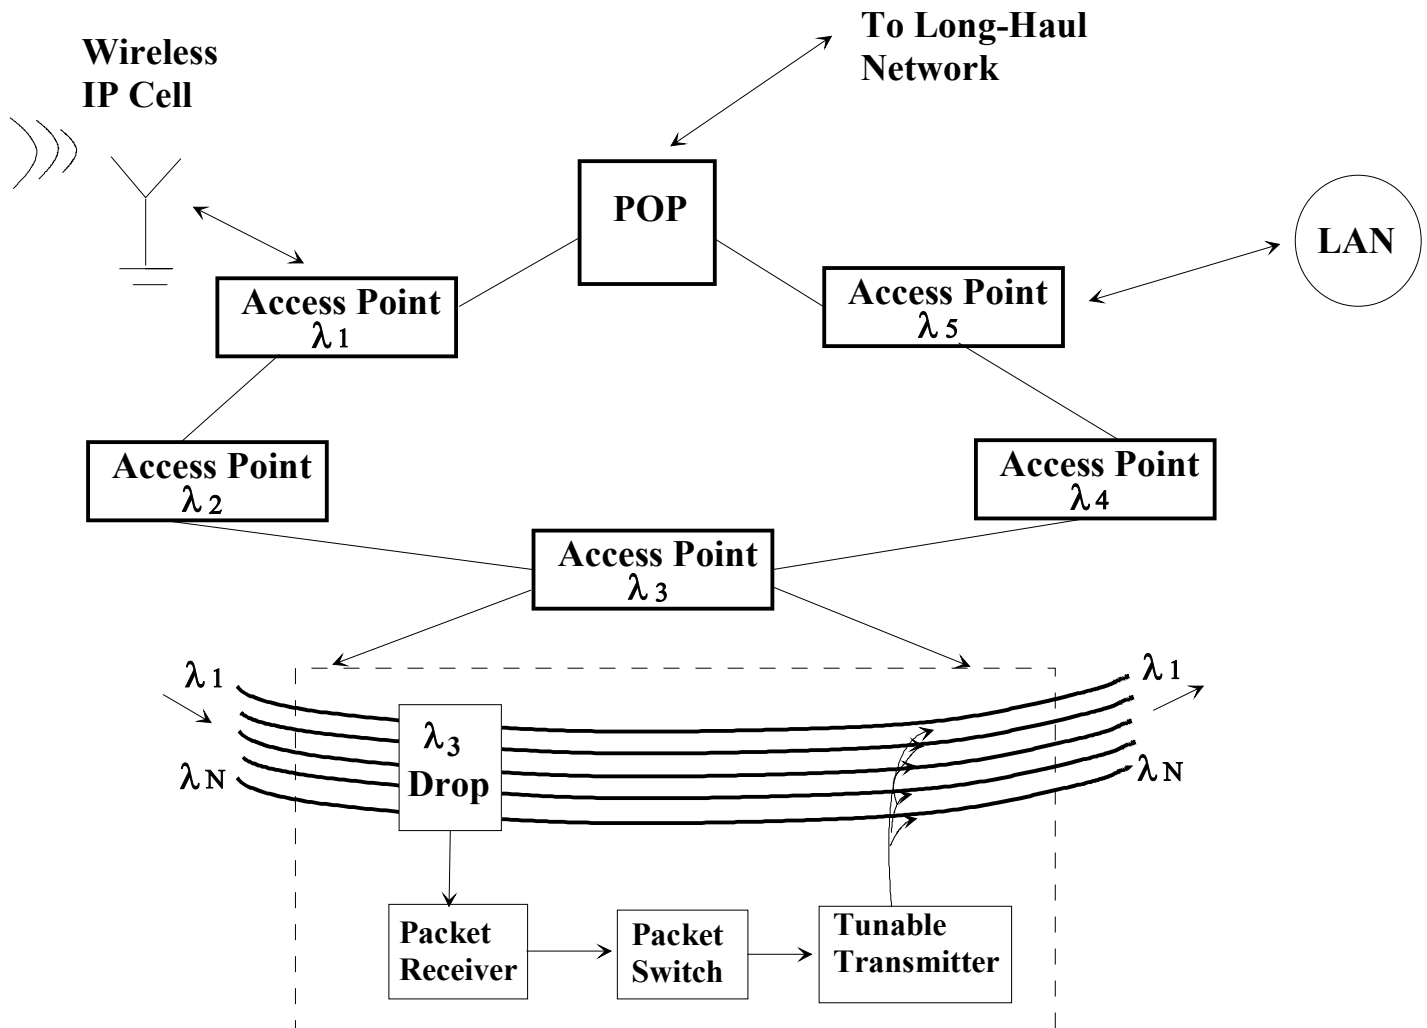 To Long-Haul
Network
Wireless
IP Cell
POP
LAN
Access Point
λ1
Access Point
λ5
Access Point
λ2
Access Point
λ4
Access Point
λ3
λ1
λN
λ3
Drop
λ1
λN
Packet
Receiver
Packet
Switch
Tunable
Transmitter